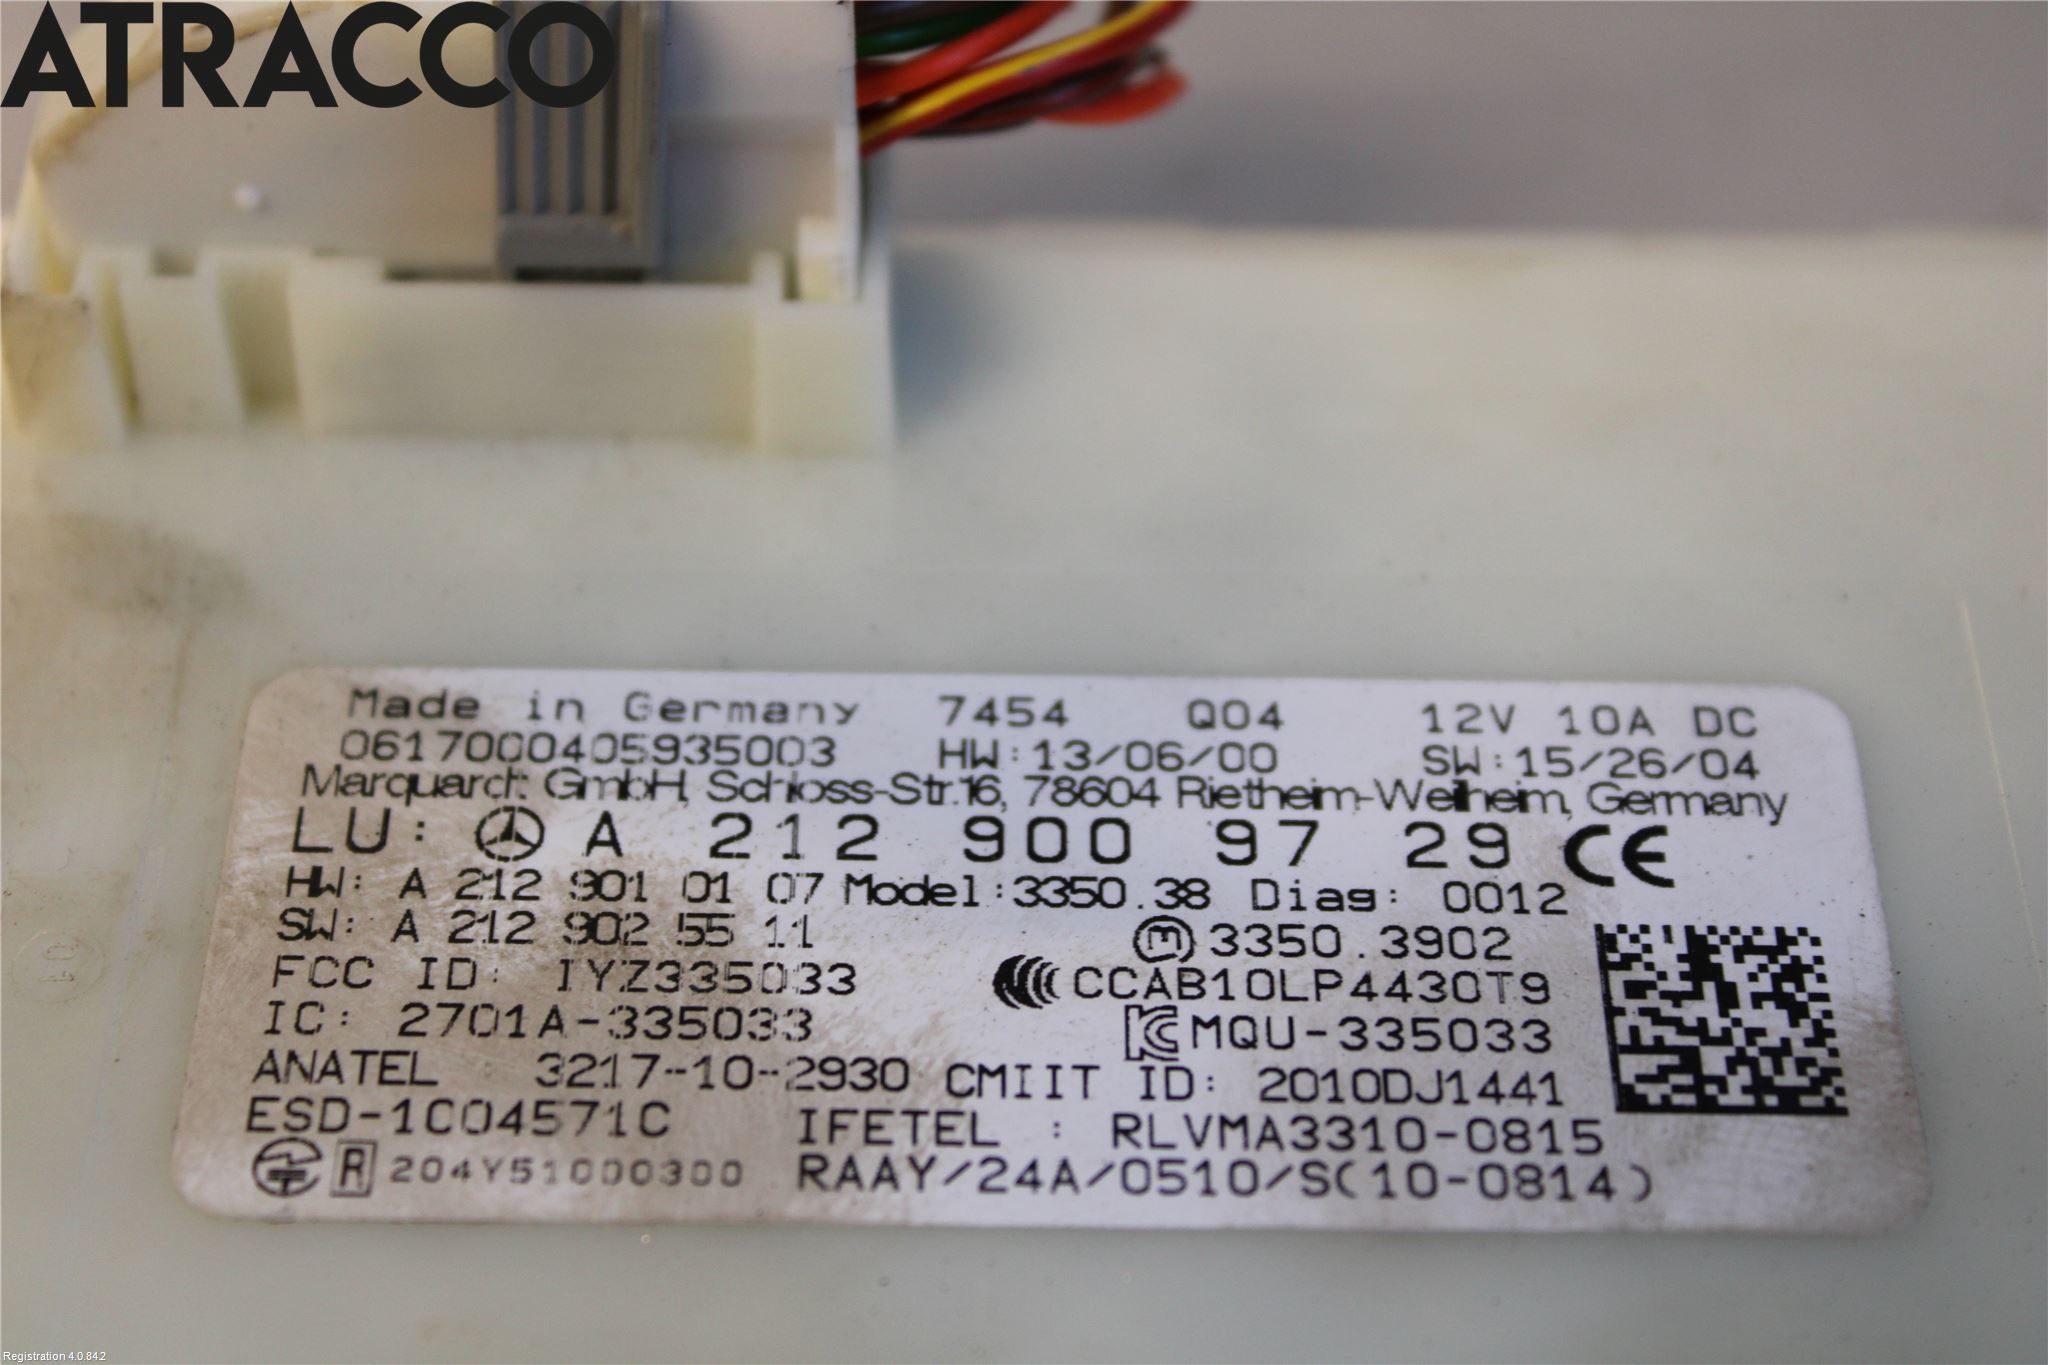 ATRACCO
Made in Germany 7454 Q04 12V 10A DC
0617000405935003 HW:13/06/00 SW:15/26/04
Marquardt GmbH, Schloss-Str.16, 78604 Rietheim-Weilheim, Germany
LU: A 212 900 97 29 CE
HW: A 212 901 01 07 Model:3350.38 Diag: 0012
SW: A 212 902 55 11 m 3350.3902
FCC ID: IYZ335033 CCAB10LP4430T9
IC: 2701A-335033 KC MQU-335033
ANATEL 3217-10-2930 CMIIT ID: 2010DJ1441
ESD-1C04571C IFETEL : RLVMA3310-0815
R 204Y51000300 RAAY/24A/0510/S(10-0814)
Registration 4.0.84.2